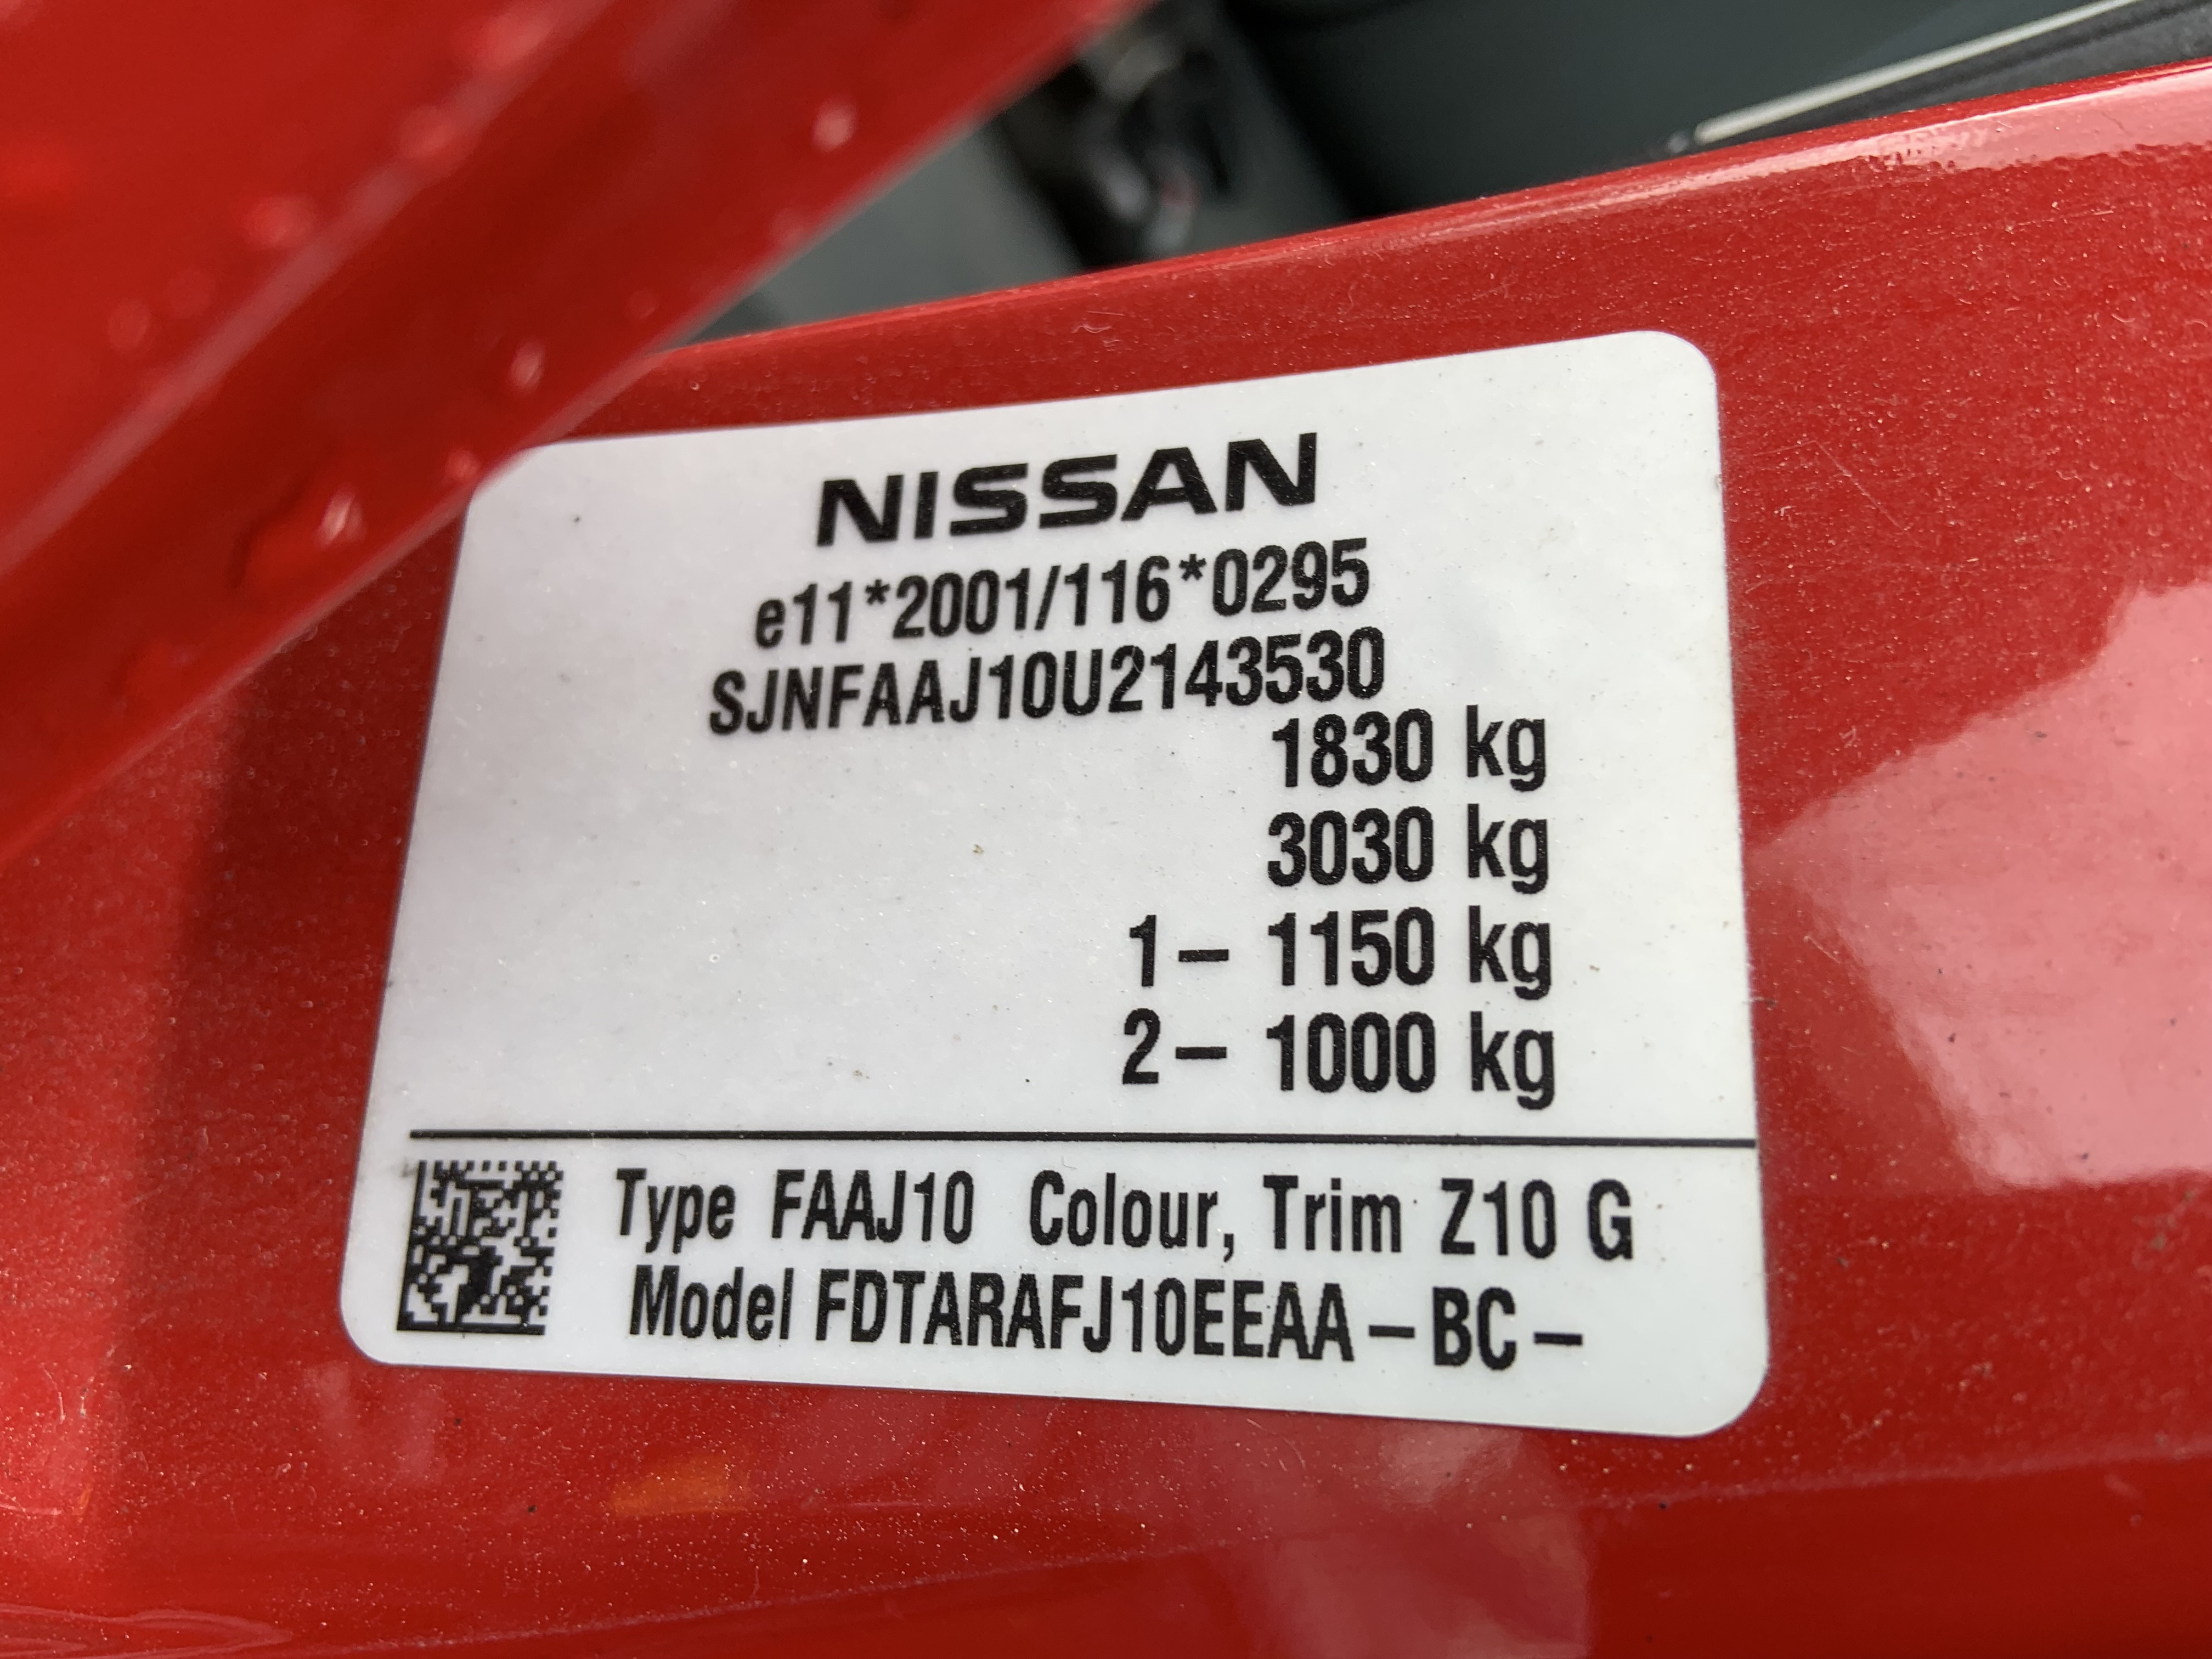 NISSAN
e11*2001/116*0295
SJNFAAJ10U2143530
1830 kg
3030 kg
1– 1150 kg
2– 1000 kg
Type FAAJ10 Colour, Trim Z10 G
Model FDTARAFJ10EEAA–BC–